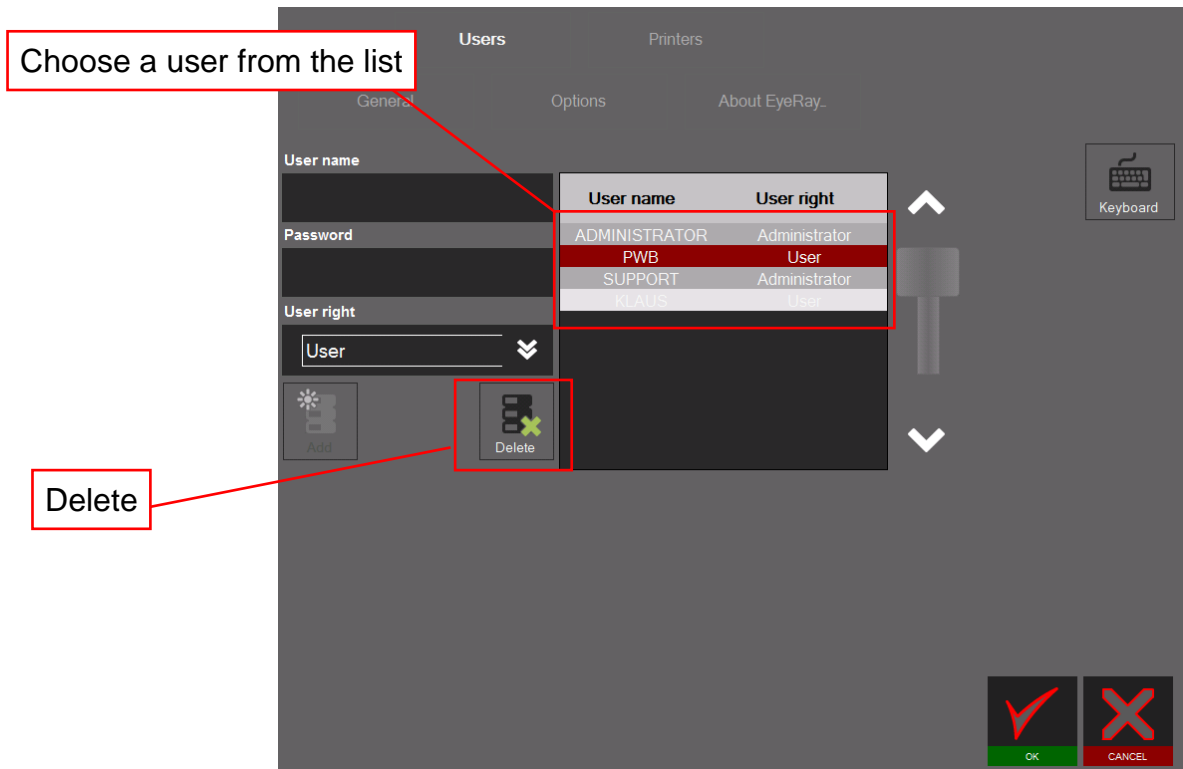 Users Printers
Choose a user from the list
General Options About EyeRay..
User name
Keyboard
User name User right
Password
ADMINISTRATOR Administrator
PWB User
SUPPORT Administrator
KLAUS User
User right
User
Add Delete
Delete
OK CANCEL